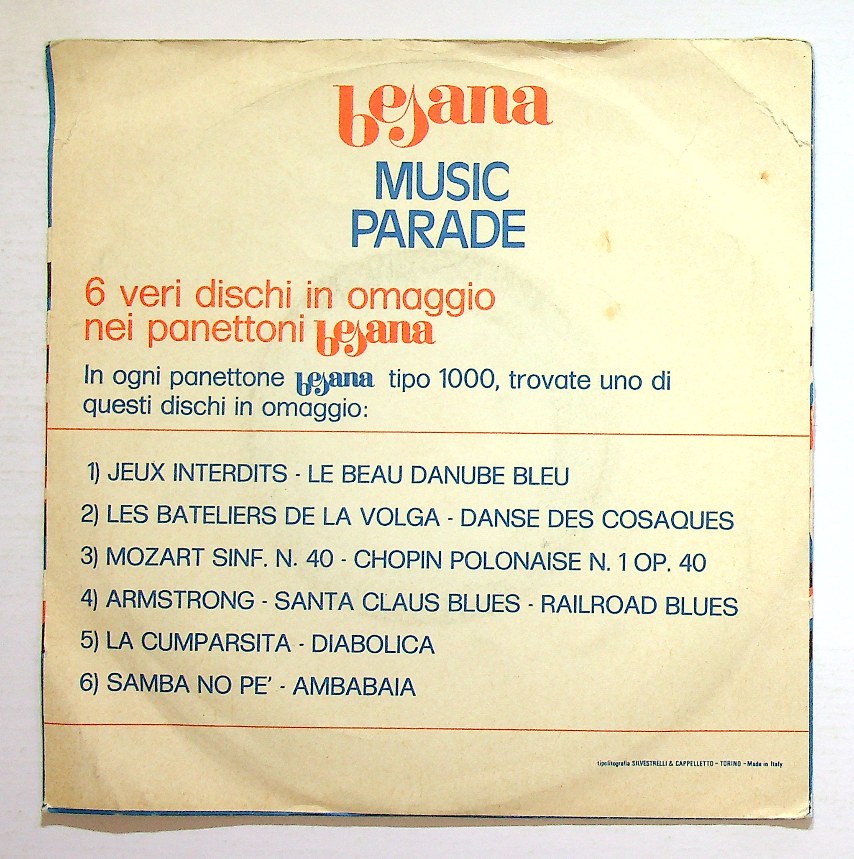 besana
MUSIC
PARADE
6 veri dischi in omaggio
nei panettoni besana
In ogni panettone besana tipo 1000, trovate uno di
questi dischi in omaggio:
1) JEUX INTERDITS - LE BEAU DANUBE BLEU
2) LES BATELIERS DE LA VOLGA - DANSE DES COSAQUES
3) MOZART SINF. N. 40 - CHOPIN POLONAISE N. 1 OP. 40
4) ARMSTRONG - SANTA CLAUS BLUES - RAILROAD BLUES
5) LA CUMPARSITA - DIABOLICA
6) SAMBA NO PE' - AMBABAIA
tipolitografia SILVESTRELLI & CAPPELLETTO - TORINO - Made in Italy